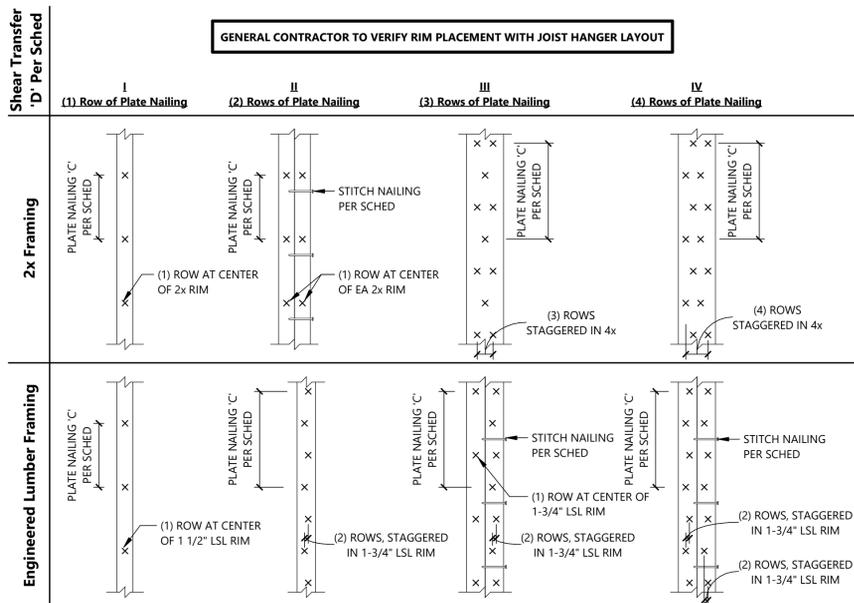 GENERAL CONTRACTOR TO VERIFY RIM PLACEMENT WITH JOIST HANGER LAYOUT
Shear Transfer
'D' Per Sched
I
(1) Row of Plate Nailing
II
(2) Rows of Plate Nailing
III
(3) Rows of Plate Nailing
IV
(4) Rows of Plate Nailing
2x Framing
PLATE NAILING 'C'
PER SCHED
(1) ROW AT CENTER
OF 2x RIM
PLATE NAILING 'C'
PER SCHED
STITCH NAILING
PER SCHED
(1) ROW AT CENTER
OF EA 2x RIM
PLATE NAILING 'C'
PER SCHED
(3) ROWS
STAGGERED IN 4x
PLATE NAILING 'C'
PER SCHED
(4) ROWS
STAGGERED IN 4x
Engineered Lumber Framing
PLATE NAILING 'C'
PER SCHED
(1) ROW AT CENTER
OF 1 1/2" LSL RIM
PLATE NAILING 'C'
PER SCHED
(2) ROWS, STAGGERED
IN 1-3/4" LSL RIM
PLATE NAILING 'C'
PER SCHED
STITCH NAILING
PER SCHED
(1) ROW AT CENTER OF
1-3/4" LSL RIM
(2) ROWS, STAGGERED
IN 1-3/4" LSL RIM
PLATE NAILING 'C'
PER SCHED
STITCH NAILING
PER SCHED
(2) ROWS, STAGGERED
IN 1-3/4" LSL RIM
(2) ROWS, STAGGERED
IN 1-3/4" LSL RIM